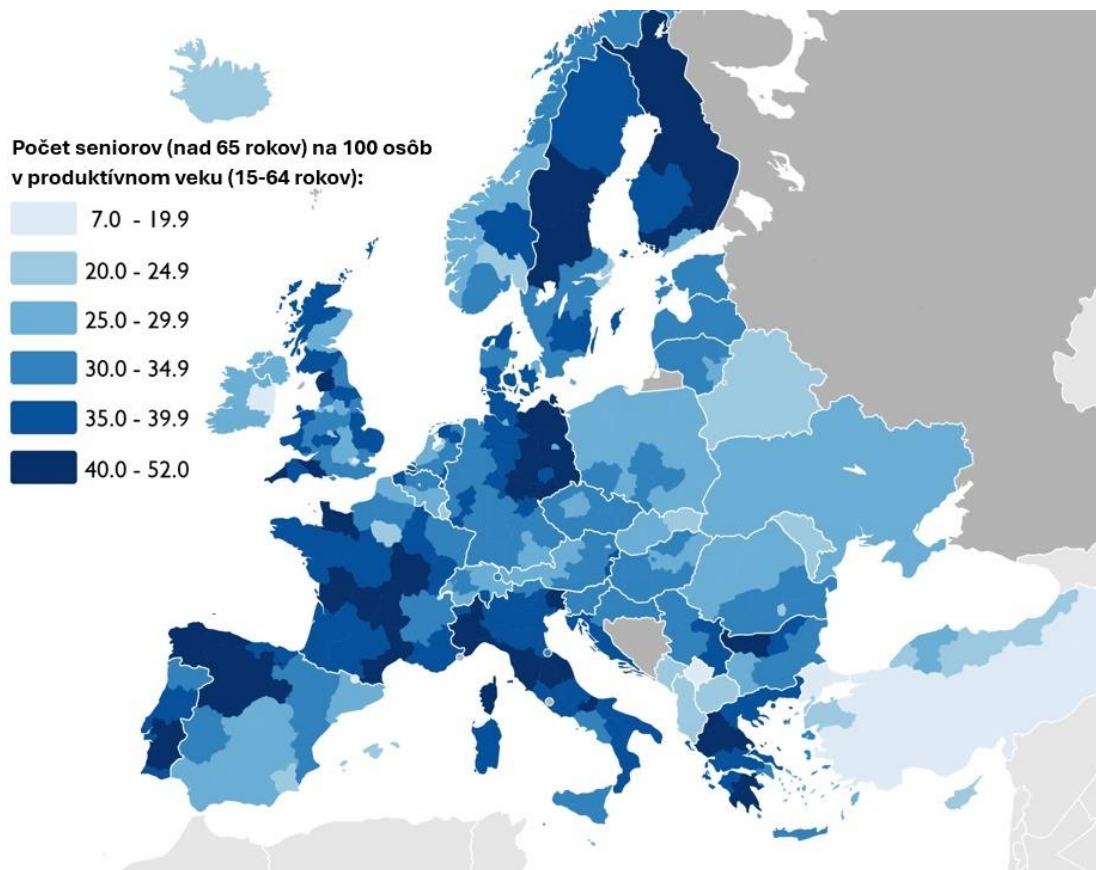 Počet seniorov (nad 65 rokov) na 100 osôb
v produktívnom veku (15-64 rokov):
7.0 - 19.9
20.0 - 24.9
25.0 - 29.9
30.0 - 34.9
35.0 - 39.9
40.0 - 52.0